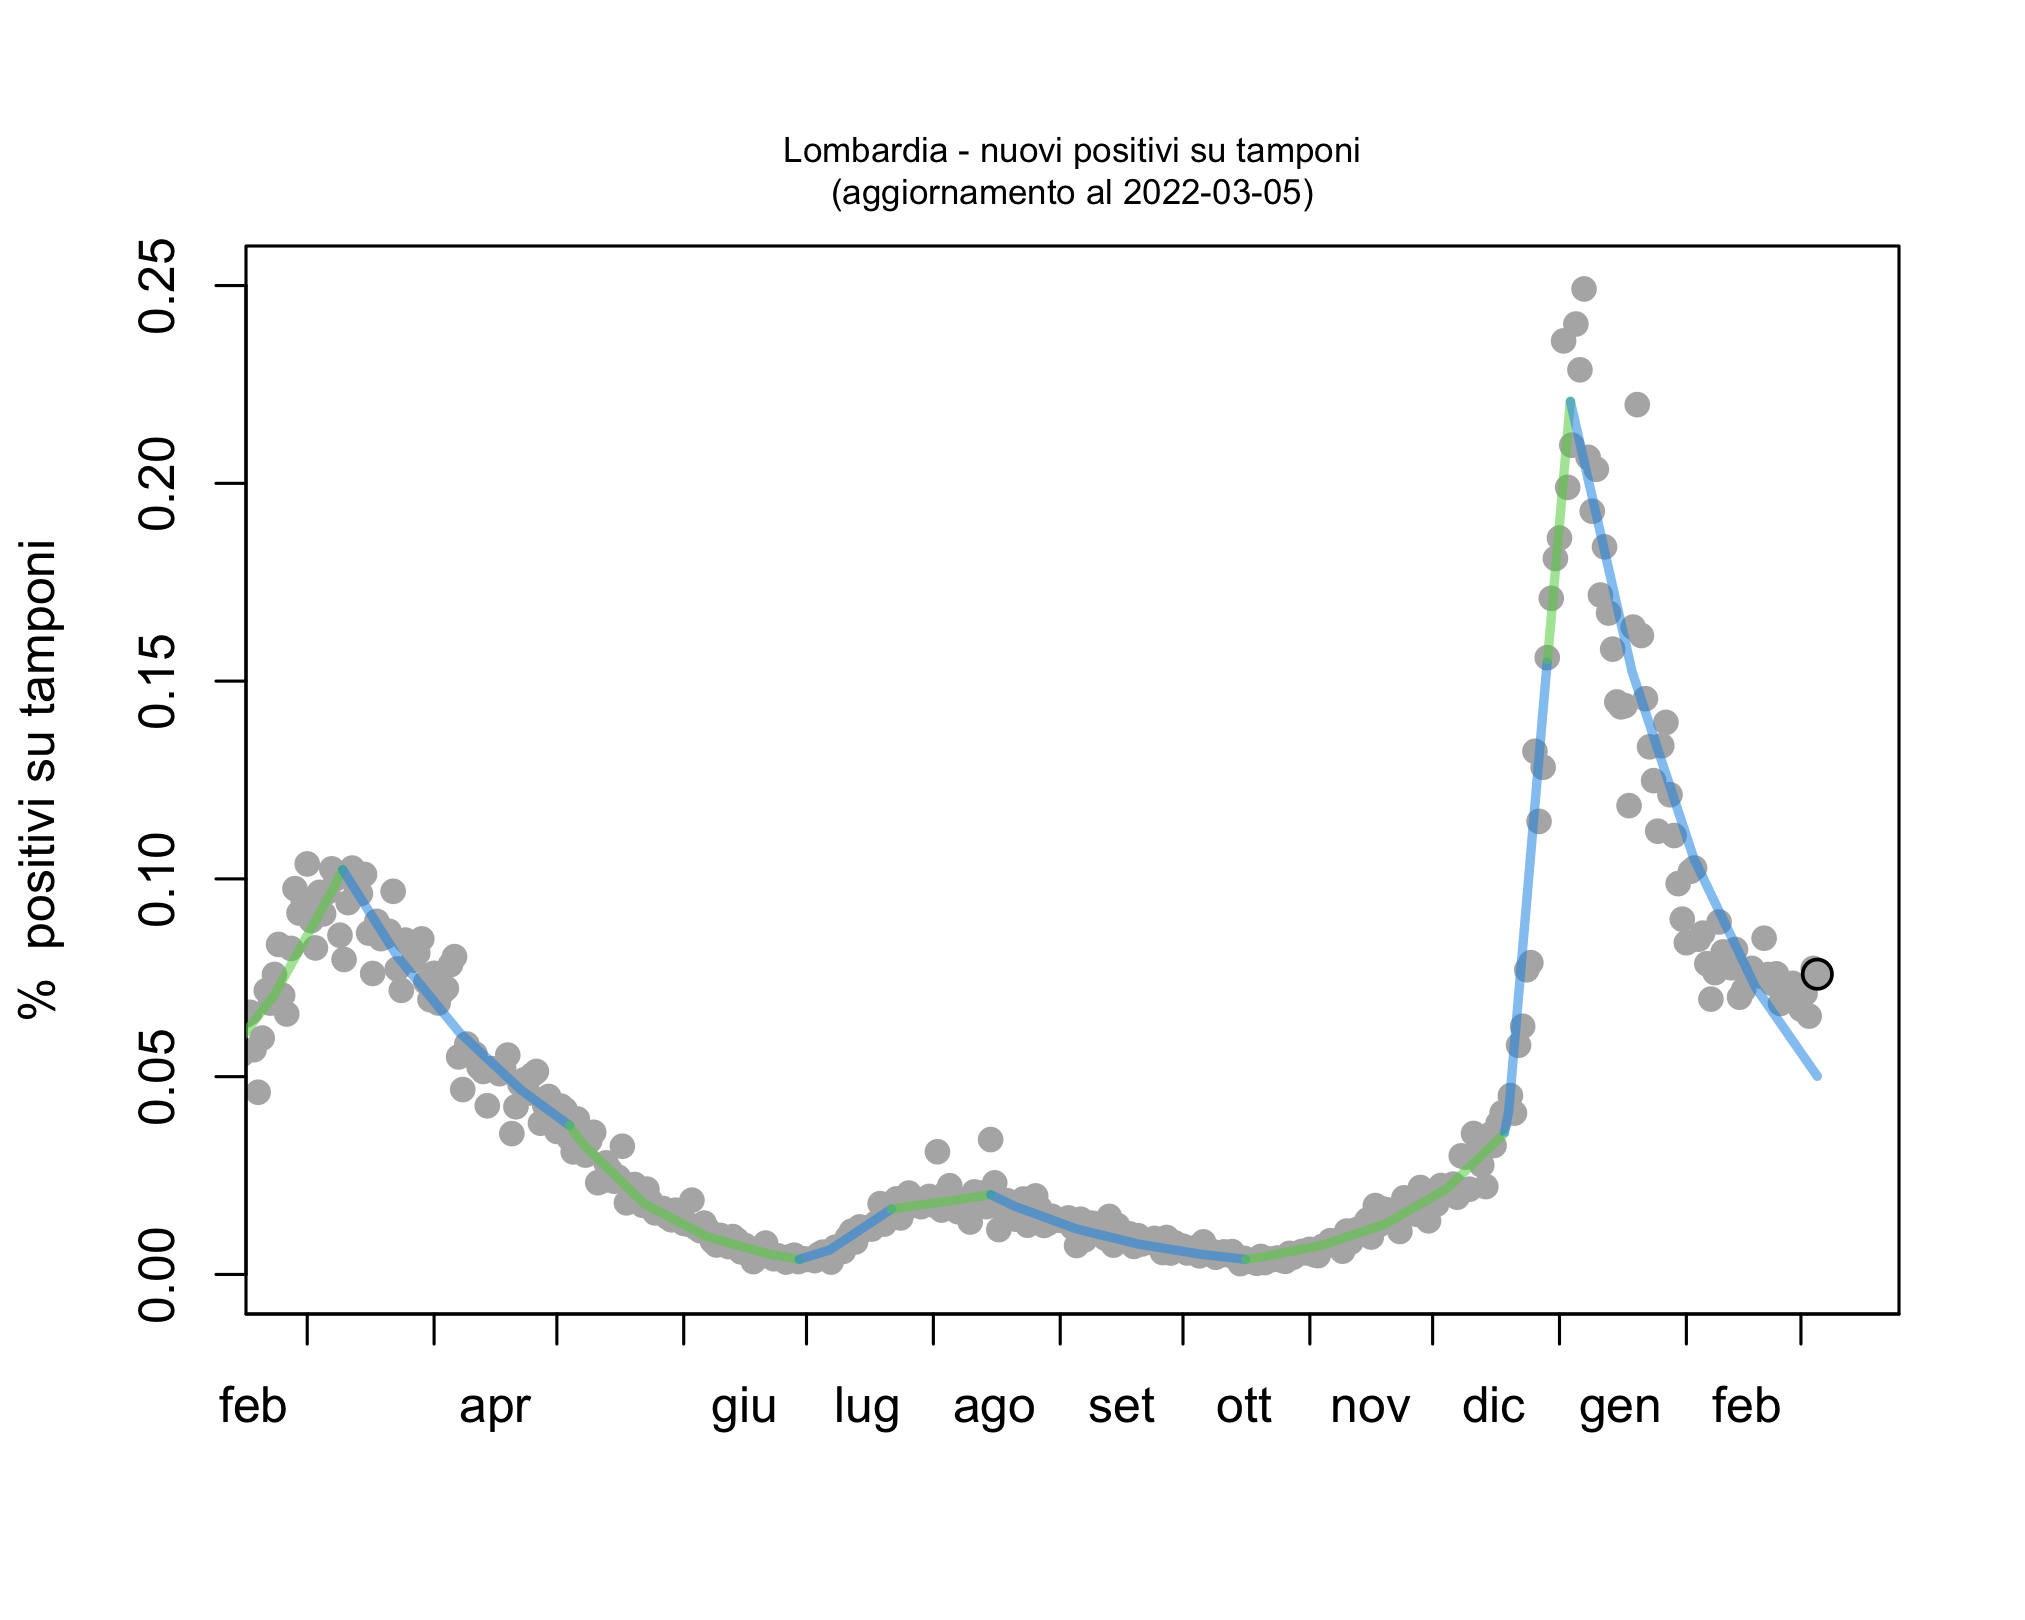 Lombardia - nuovi positivi su tamponi
(aggiornamento al 2022-03-05)
% positivi su tamponi
0.25
0.20
0.15
0.10
0.05
0.00
feb apr giu lug ago set ott nov dic gen feb